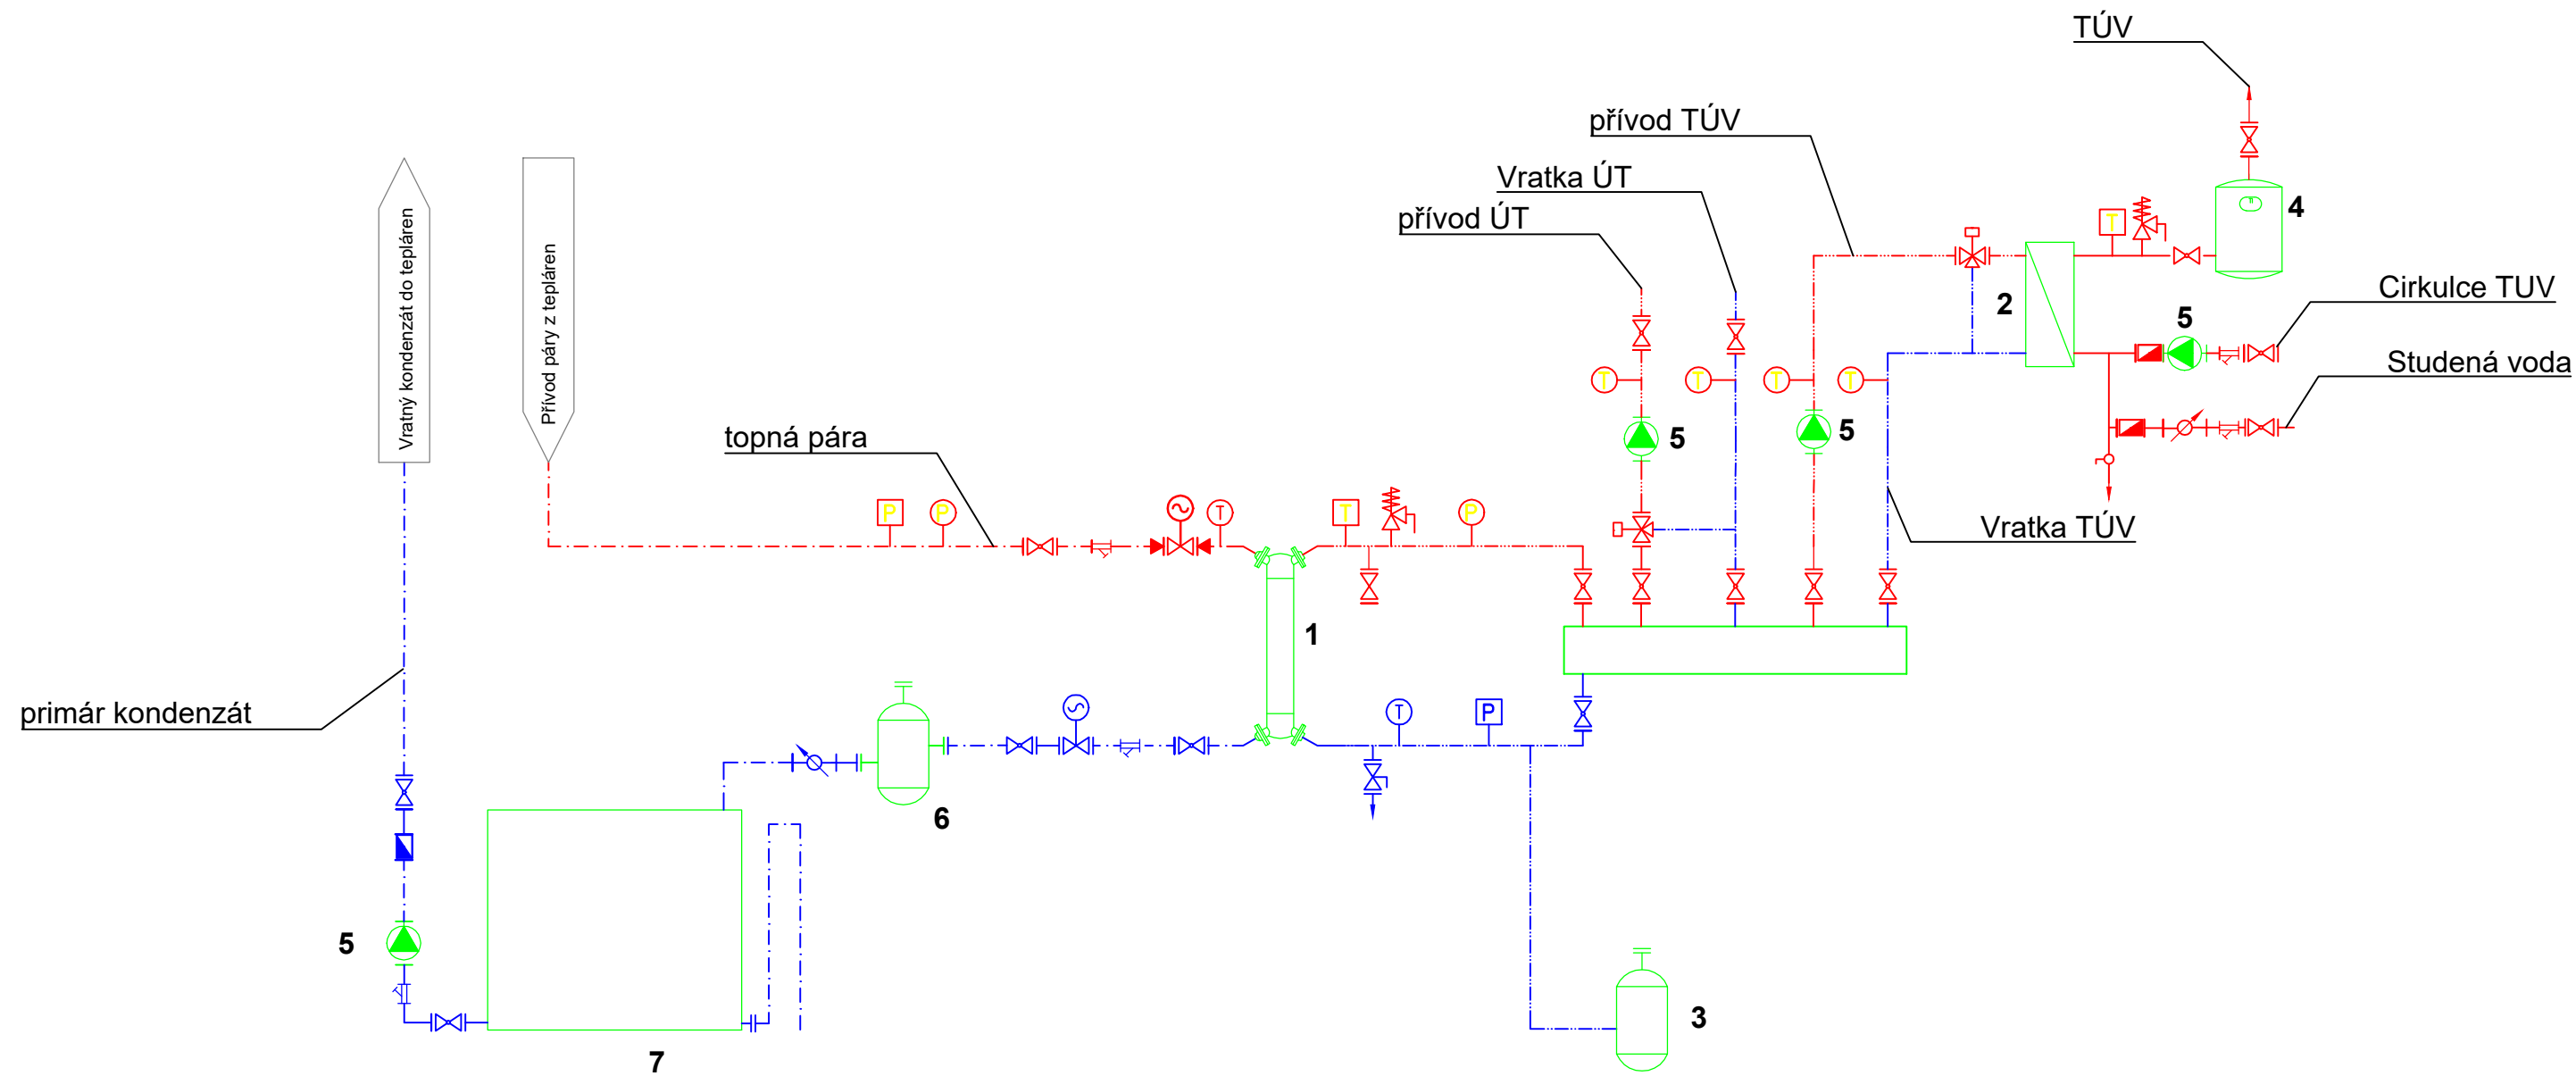 TÚV
přívod TÚV
Vratka ÚT
přívod ÚT
Vratný kondenzát do tepláren
Přívod páry z tepláren
T
4
2
Cirkulce TUV
5
Studená voda
T
T
T
T
topná pára
5
5
P
P
T
T
P
Vratka TÚV
1
primár kondenzát
T
P
6
5
3
7